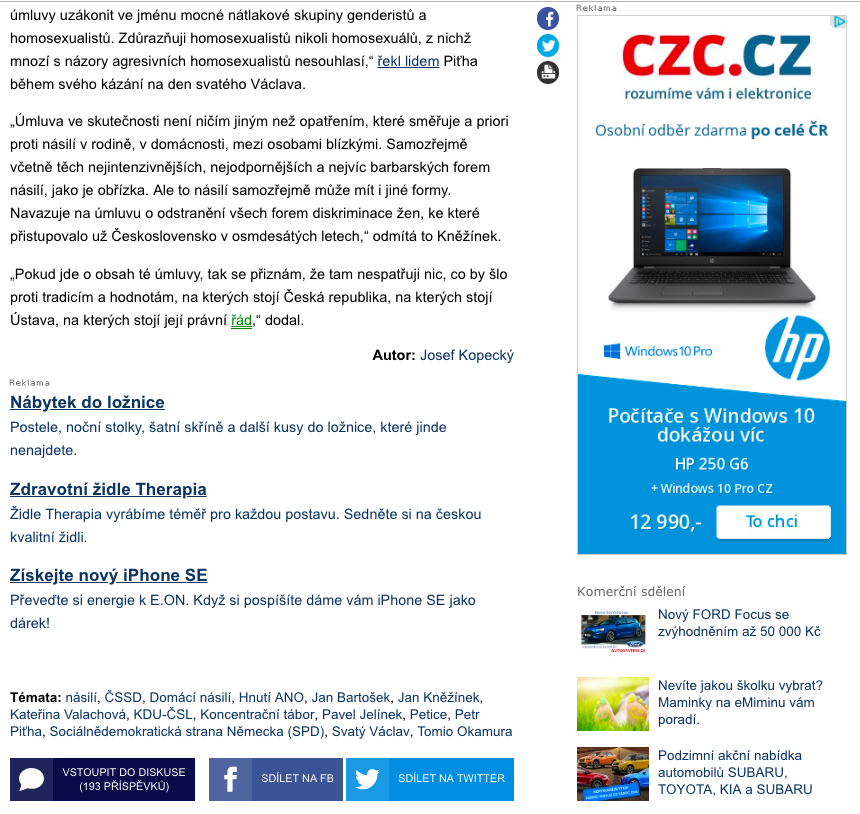 úmluvy uzákonit ve jménu mocné nátlakové skupiny genderistů a
homosexualistů. Zdůrazňuji homosexualistů nikoli homosexuálů, z nichž
mnozí s názory agresivních homosexualistů nesouhlasí,“ řekl lidem Piťha
během svého kázání na den svatého Václava.
„Úmluva ve skutečnosti není ničím jiným než opatřením, které směřuje a priori
proti násilí v rodině, v domácnosti, mezi osobami blízkými. Samozřejmě
včetně těch nejintenzivnějších, nejodpornějších a nejvíc barbarských forem
násilí, jako je obřízka. Ale to násilí samozřejmě může mít i jiné formy.
Navazuje na úmluvu o odstranění všech forem diskriminace žen, ke které
přistupovalo už Československo v osmdesátých letech,“ odmítá to Kněžínek.
„Pokud jde o obsah té úmluvy, tak se přiznám, že tam nespatřuji nic, co by šlo
proti tradicím a hodnotám, na kterých stojí Česká republika, na kterých stojí
Ústava, na kterých stojí její právní řád,“ dodal.
Autor: Josef Kopecký
Reklama
Nábytek do ložnice
Postele, noční stolky, šatní skříně a další kusy do ložnice, které jinde
nenajdete.
Zdravotní židle Therapia
Židle Therapia vyrábíme téměř pro každou postavu. Sedněte si na českou
kvalitní židli.
Získejte nový iPhone SE
Převeďte si energie k E.ON. Když si pospíšíte dáme vám iPhone SE jako
dárek!
Témata: násilí, ČSSD, Domácí násilí, Hnutí ANO, Jan Bartošek, Jan Kněžínek,
Kateřina Valachová, KDU-ČSL, Koncentrační tábor, Pavel Jelínek, Petice, Petr
Piťha, Sociálnědemokratická strana Německa (SPD), Svatý Václav, Tomio Okamura
VSTOUPIT DO DISKUSE
(193 PŘÍSPĚVKŮ)
SDÍLET NA FB
SDÍLET NA TWITTER
Reklama
CZC.CZ
rozumíme vám i elektronice
Osobní odběr zdarma po celé ČR
Windows 10 Pro
hp
Počítače s Windows 10
dokážou víc
HP 250 G6
+ Windows 10 Pro CZ
12 990,-
To chci
Komerční sdělení
Nový FORD Focus se
zvýhodněním až 50 000 Kč
Nevíte jakou školku vybrat?
Maminky na eMiminu vám
poradí.
Podzimní akční nabídka
automobilů SUBARU,
TOYOTA, KIA a SUBARU